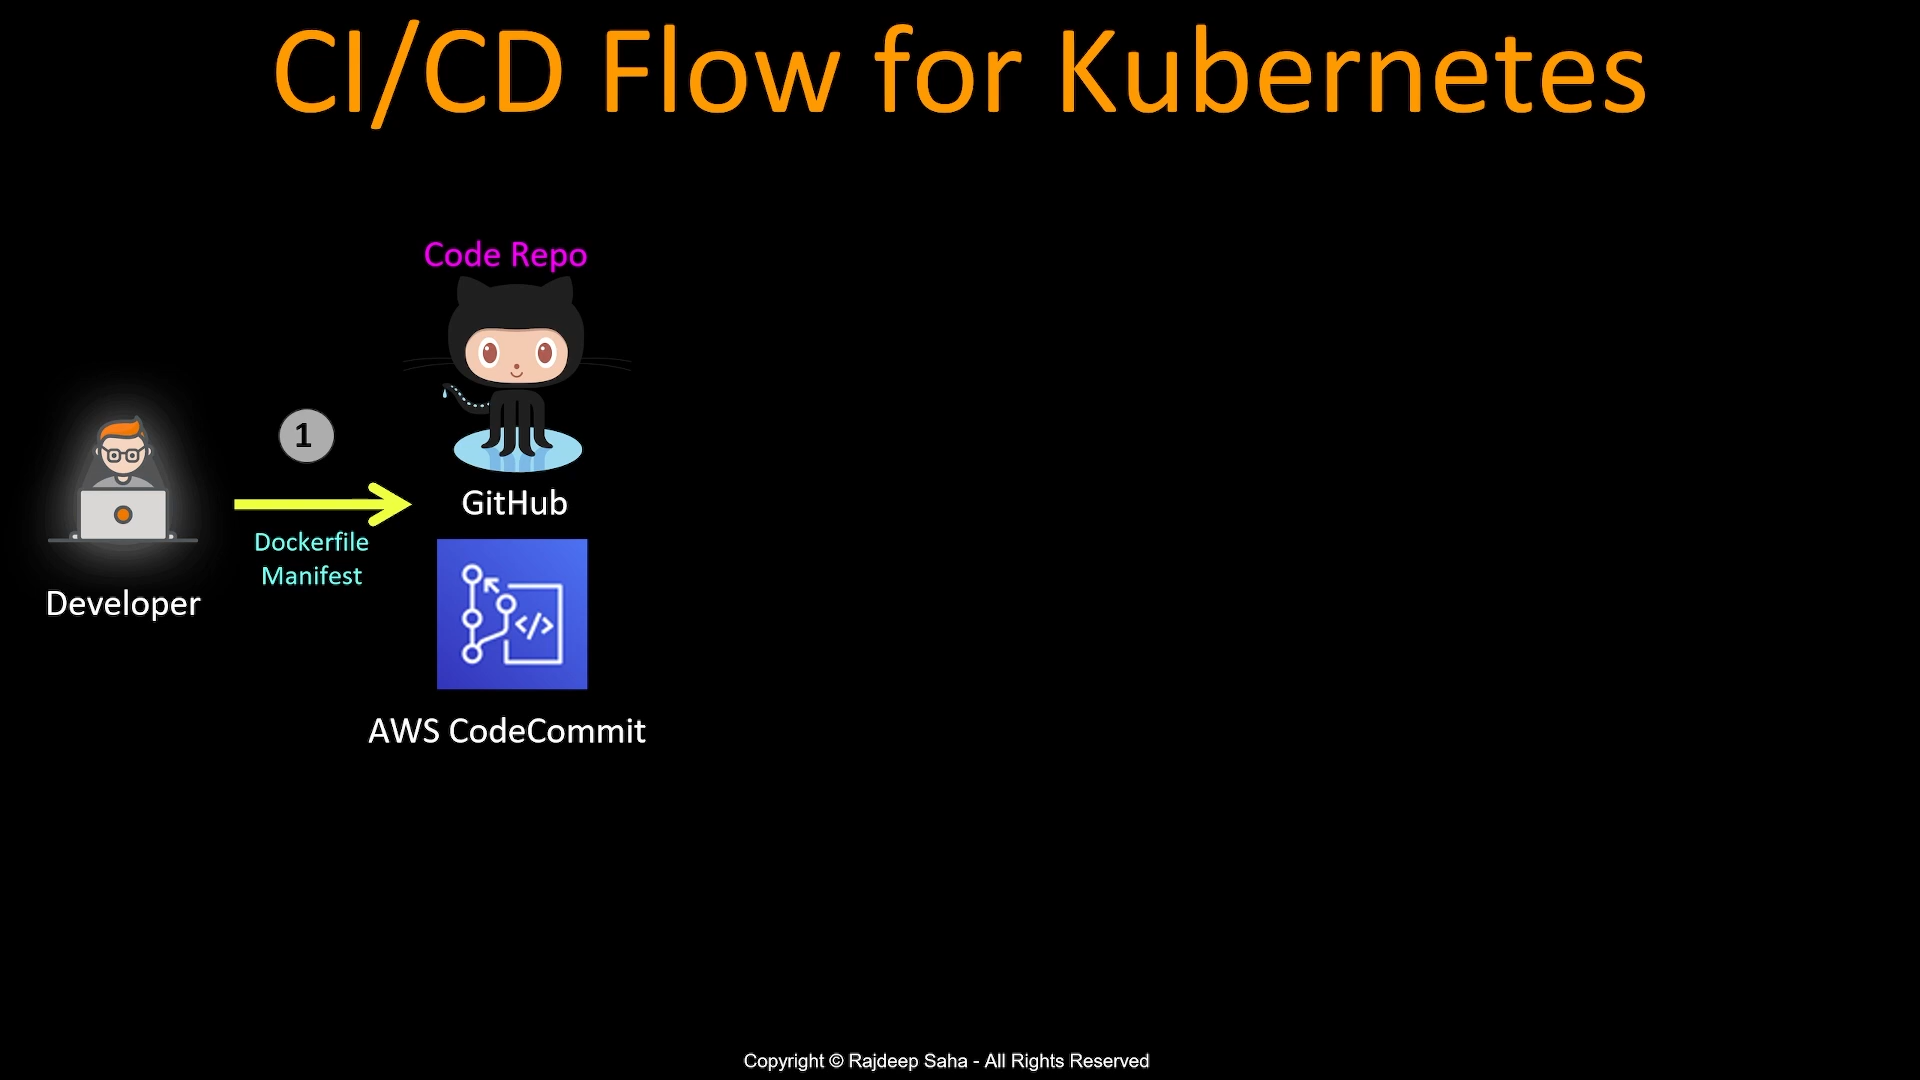 CI/CD Flow for Kubernetes
Code Repo
1
GitHub
Dockerfile
Manifest
Developer
</>
AWS CodeCommit
Copyright © Rajdeep Saha - All Rights Reserved